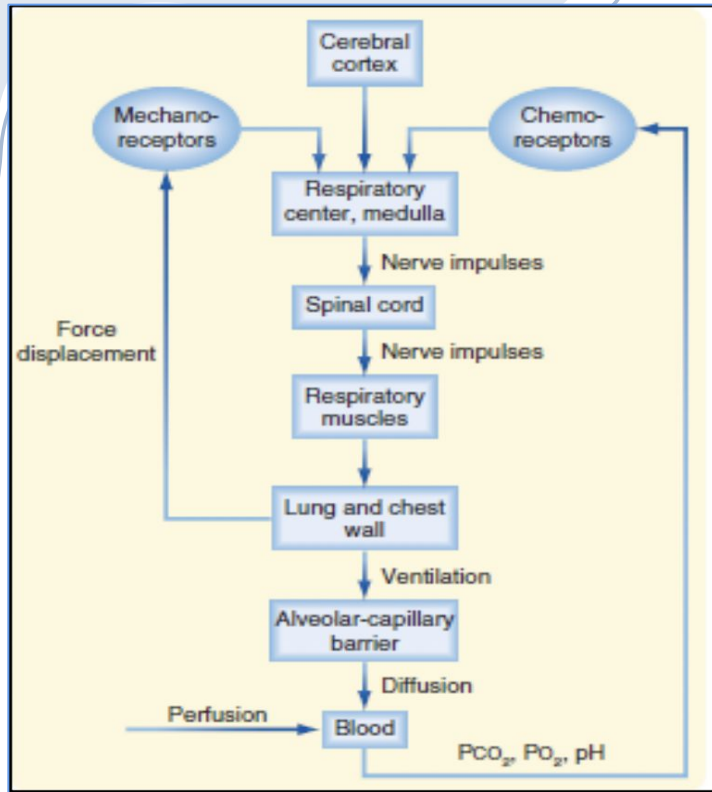 Cerebral
cortex
Mechano-
receptors
Chemo-
receptors
Respiratory
center, medulla
Nerve impulses
Spinal cord
Force
displacement
Nerve impulses
Respiratory
muscles
Lung and chest
wall
Ventilation
Alveolar-capillary
barrier
Diffusion
Perfusion
Blood
PCO₂, PO₂, pH